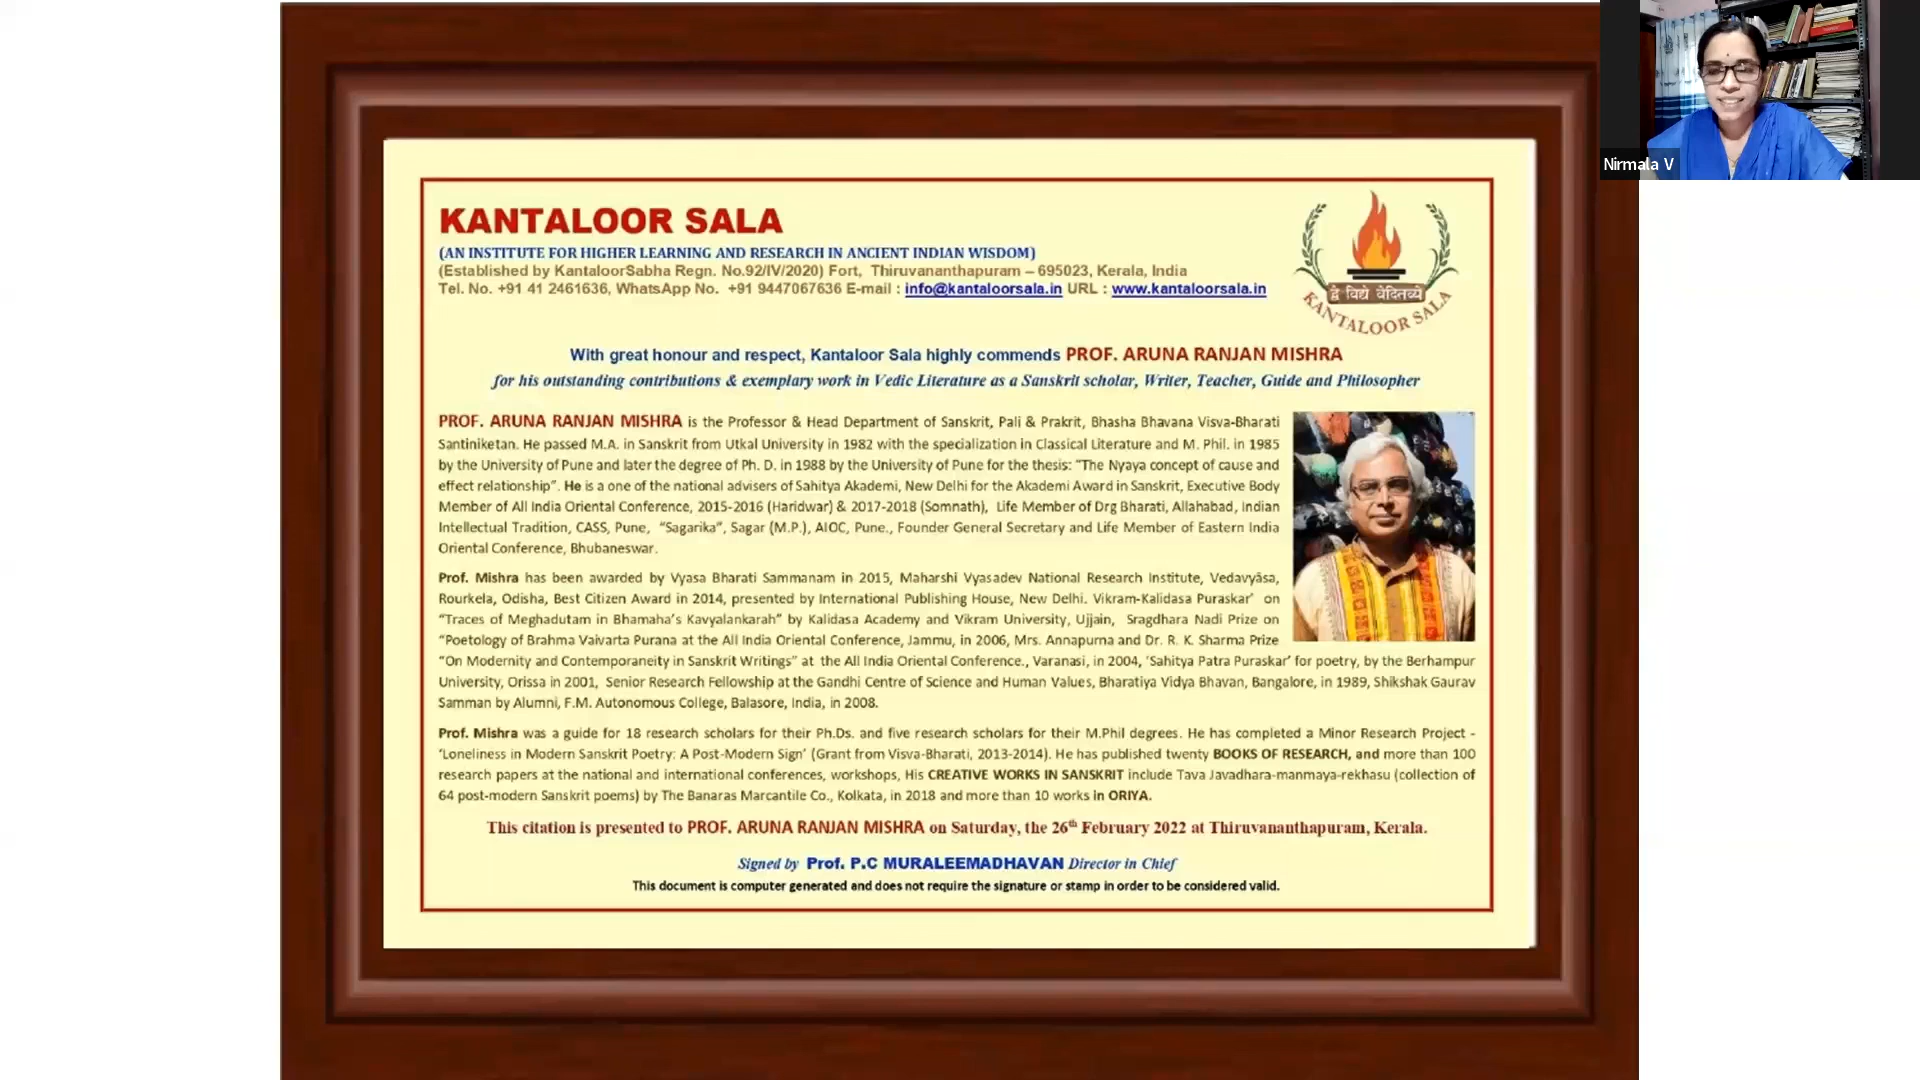 Nirmala V
KANTALOOR SALA
(AN INSTITUTE FOR HIGHER LEARNING AND RESEARCH IN ANCIENT INDIAN WISDOM)
(Established by KantaloorSabha Regn. No.92/IV/2020) Fort, Thiruvananthapuram – 695023, Kerala, India
Tel. No. +91 41 2461636, WhatsApp No. +91 9447067636 E-mail : info@kantaloorsala.in URL : www.kantaloorsala.in
द्वे विद्ये वेदितव्ये
KANTALOOR SALA
With great honour and respect, Kantaloor Sala highly commends PROF. ARUNA RANJAN MISHRA
for his outstanding contributions & exemplary work in Vedic Literature as a Sanskrit scholar, Writer, Teacher, Guide and Philosopher
PROF. ARUNA RANJAN MISHRA is the Professor & Head Department of Sanskrit, Pali & Prakrit, Bhasha Bhavana Visva-Bharati
Santiniketan. He passed M.A. in Sanskrit from Utkal University in 1982 with the specialization in Classical Literature and M. Phil. in 1985
by the University of Pune and later the degree of Ph. D. in 1988 by the University of Pune for the thesis: "The Nyaya concept of cause and
effect relationship". He is a one of the national advisers of Sahitya Akademi, New Delhi for the Akademi Award in Sanskrit, Executive Body
Member of All India Oriental Conference, 2015-2016 (Haridwar) & 2017-2018 (Somnath), Life Member of Drg Bharati, Allahabad, Indian
Intellectual Tradition, CASS, Pune, "Sagarika", Sagar (M.P.), AIOC, Pune., Founder General Secretary and Life Member of Eastern India
Oriental Conference, Bhubaneswar.
Prof. Mishra has been awarded by Vyasa Bharati Sammanam in 2015, Maharshi Vyasadev National Research Institute, Vedavyāsa,
Rourkela, Odisha, Best Citizen Award in 2014, presented by International Publishing House, New Delhi. Vikram-Kalidasa Puraskar' on
"Traces of Meghadutam in Bhamaha's Kavyalankarah" by Kalidasa Academy and Vikram University, Ujjain, Sragdhara Nadi Prize on
"Poetology of Brahma Vaivarta Purana at the All India Oriental Conference, Jammu, in 2006, Mrs. Annapurna and Dr. R. K. Sharma Prize
"On Modernity and Contemporaneity in Sanskrit Writings" at the All India Oriental Conference., Varanasi, in 2004, 'Sahitya Patra Puraskar' for poetry, by the Berhampur
University, Orissa in 2001, Senior Research Fellowship at the Gandhi Centre of Science and Human Values, Bharatiya Vidya Bhavan, Bangalore, in 1989, Shikshak Gaurav
Samman by Alumni, F.M. Autonomous College, Balasore, India, in 2008.
Prof. Mishra was a guide for 18 research scholars for their Ph.Ds. and five research scholars for their M.Phil degrees. He has completed a Minor Research Project -
'Loneliness in Modern Sanskrit Poetry: A Post-Modern Sign' (Grant from Visva-Bharati, 2013-2014). He has published twenty BOOKS OF RESEARCH, and more than 100
research papers at the national and international conferences, workshops, His CREATIVE WORKS IN SANSKRIT include Tava Javadhara-manmaya-rekhasu (collection of
64 post-modern Sanskrit poems) by The Banaras Marcantile Co., Kolkata, in 2018 and more than 10 works in ORIYA.
This citation is presented to PROF. ARUNA RANJAN MISHRA on Saturday, the 26th February 2022 at Thiruvananthapuram, Kerala.
Signed by Prof. P.C MURALEEMADHAVAN Director in Chief
This document is computer generated and does not require the signature or stamp in order to be considered valid.